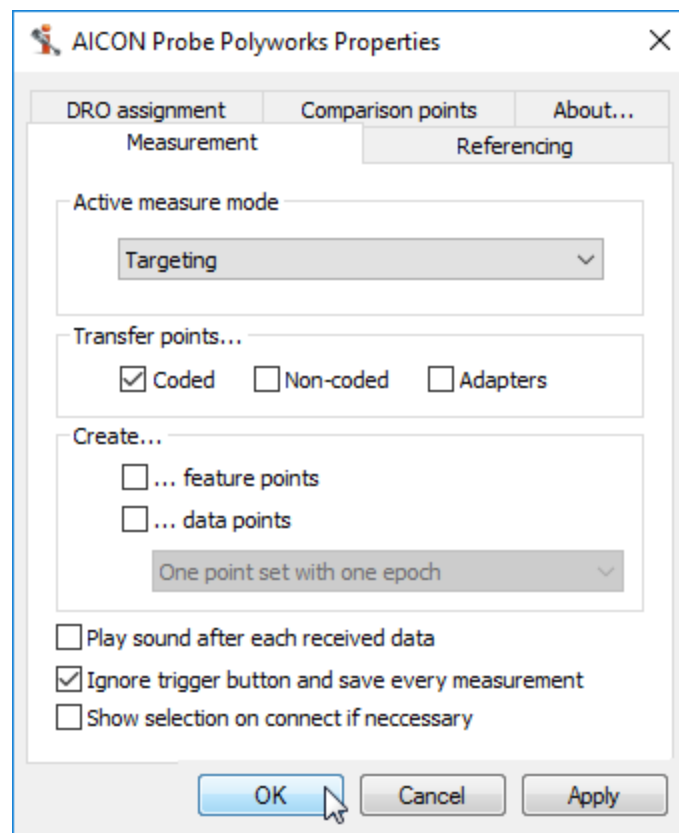 AICON Probe Polyworks Properties
DRO assignment Comparison points About...
Measurement Referencing
Active measure mode
Targeting
Transfer points...
Coded Non-coded Adapters
Create...
... feature points
... data points
One point set with one epoch
Play sound after each received data
Ignore trigger button and save every measurement
Show selection on connect if neccessary
OK Cancel Apply